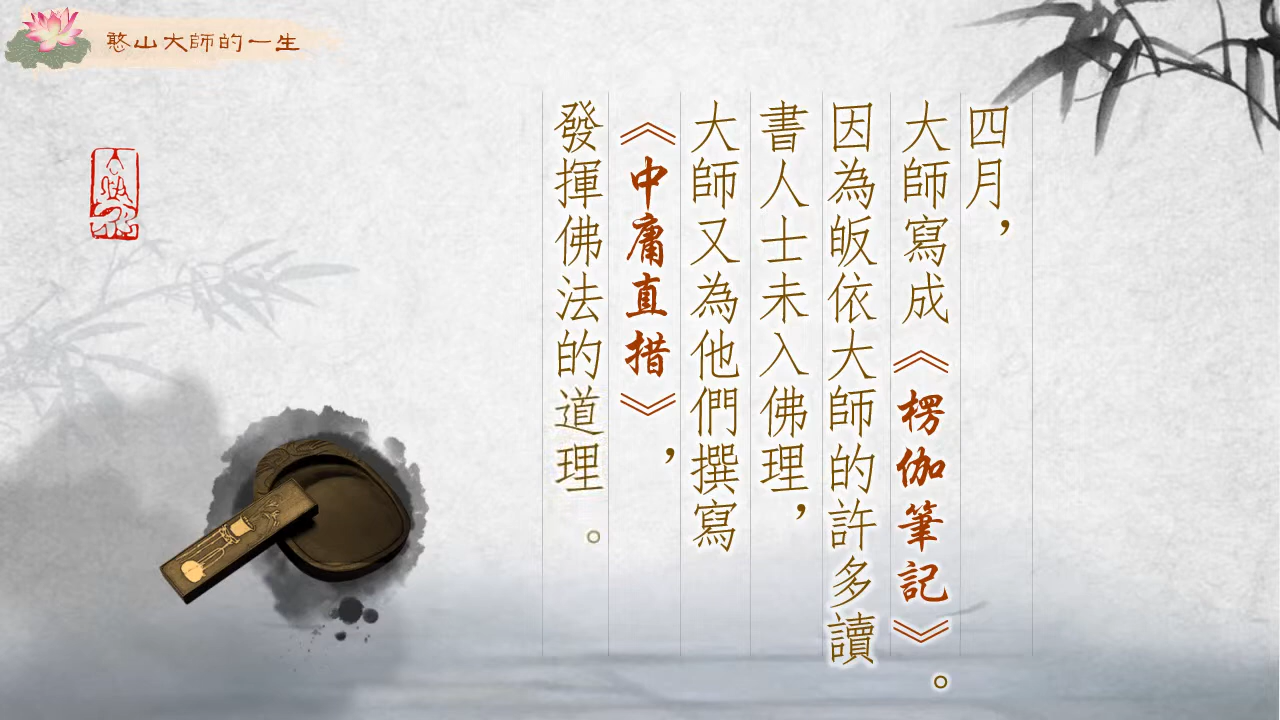 憨山大師的一生
四月，
大師寫成《楞伽筆記》。
因為皈依大師的許多讀
書人士未入佛理，
大師又為他們撰寫
《中庸直措》，
發揮佛法的道理。